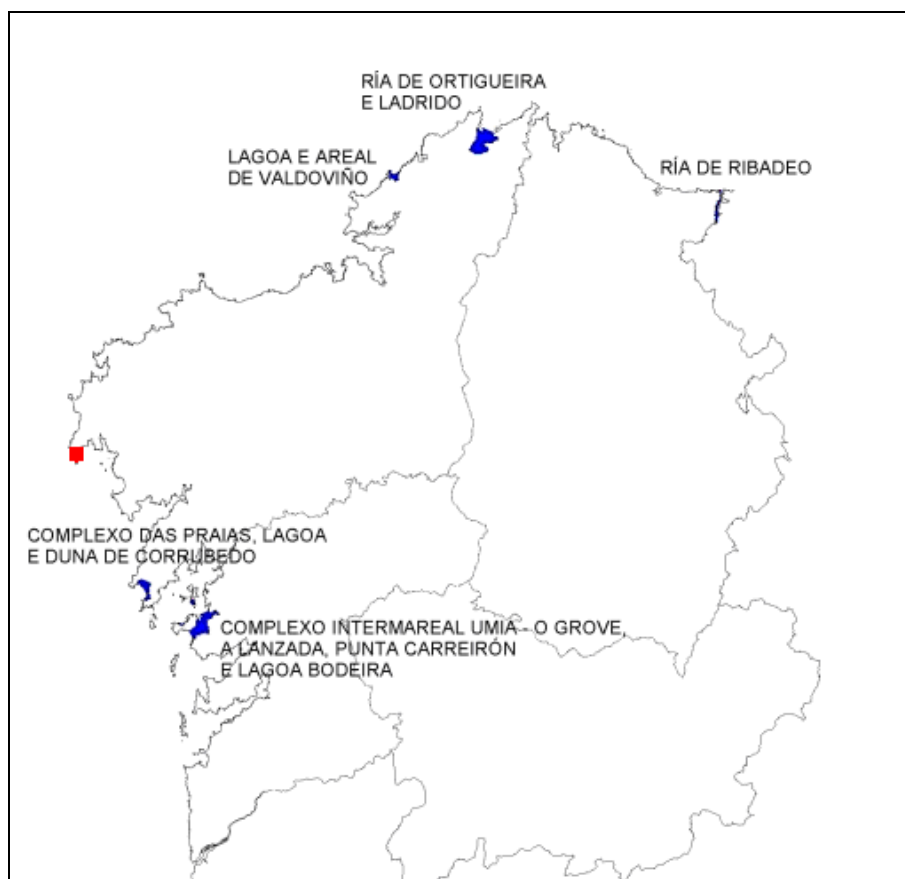 RÍA DE ORTIGUEIRA
E LADRIDO
LAGOA E AREAL
DE VALDOVIÑO
RÍA DE RIBADEO
COMPLEXO DAS PRAIAS, LAGOA
E DUNA DE CORRUBEDO
COMPLEXO INTERMAREAL UMIA - O GROVE,
A LANZADA, PUNTA CARREIRÓN
E LAGOA BODEIRA